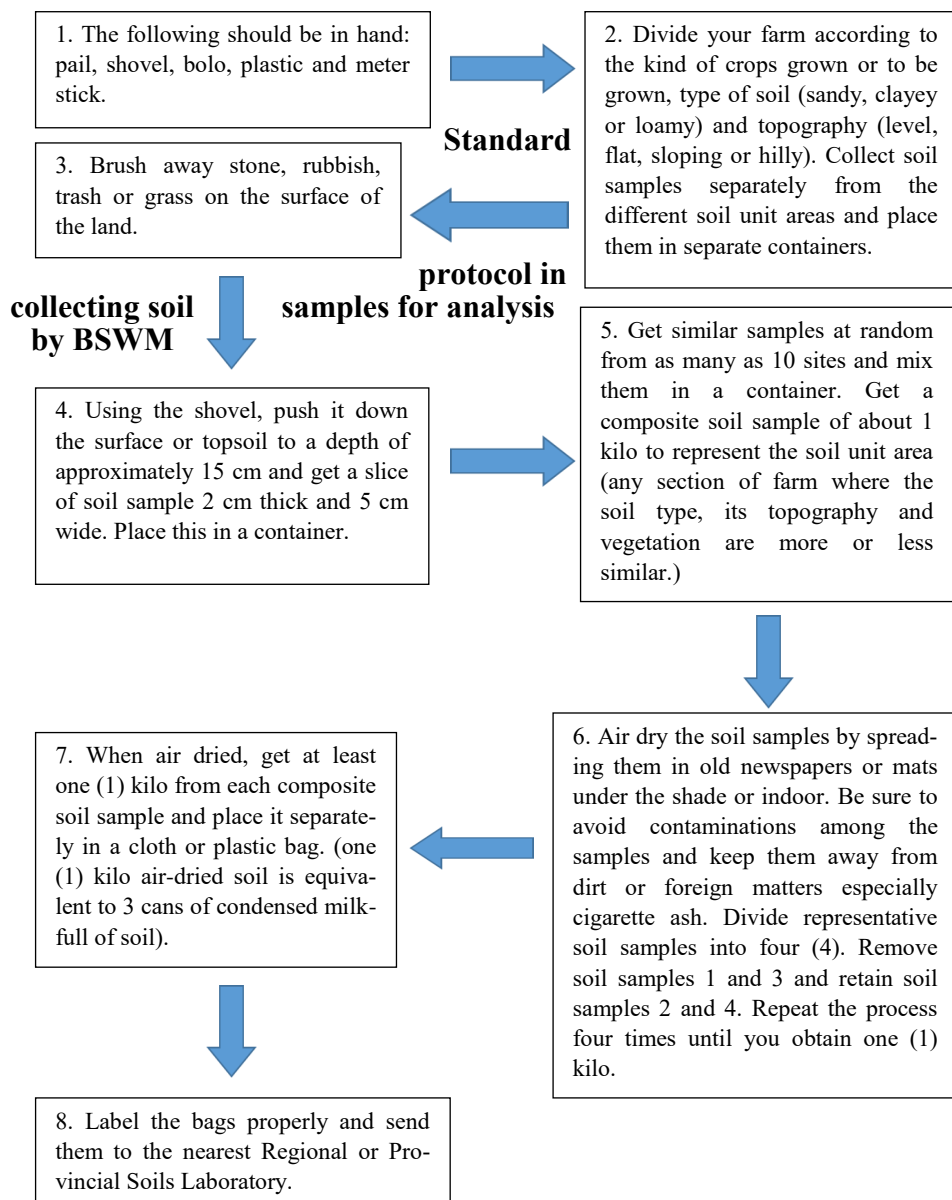 1. The following should be in hand:
pail, shovel, bolo, plastic and meter
stick.
2. Divide your farm according to
the kind of crops grown or to be
grown, type of soil (sandy, clayey
or loamy) and topography (level,
flat, sloping or hilly). Collect soil
samples separately from the
different soil unit areas and place
them in separate containers.
Standard
3. Brush away stone, rubbish,
trash or grass on the surface of
the land.
protocol in
collecting soil samples for analysis
by BSWM
4. Using the shovel, push it down
the surface or topsoil to a depth of
approximately 15 cm and get a slice
of soil sample 2 cm thick and 5 cm
wide. Place this in a container.
5. Get similar samples at random
from as many as 10 sites and mix
them in a container. Get a
composite soil sample of about 1
kilo to represent the soil unit area
(any section of farm where the
soil type, its topography and
vegetation are more or less
similar.)
6. Air dry the soil samples by spread-
ing them in old newspapers or mats
under the shade or indoor. Be sure to
avoid contaminations among the
samples and keep them away from
dirt or foreign matters especially
cigarette ash. Divide representative
soil samples into four (4). Remove
soil samples 1 and 3 and retain soil
samples 2 and 4. Repeat the process
four times until you obtain one (1)
kilo.
7. When air dried, get at least
one (1) kilo from each composite
soil sample and place it separate-
ly in a cloth or plastic bag. (one
(1) kilo air-dried soil is equiva-
lent to 3 cans of condensed milk-
full of soil).
8. Label the bags properly and send
them to the nearest Regional or Pro-
vincial Soils Laboratory.